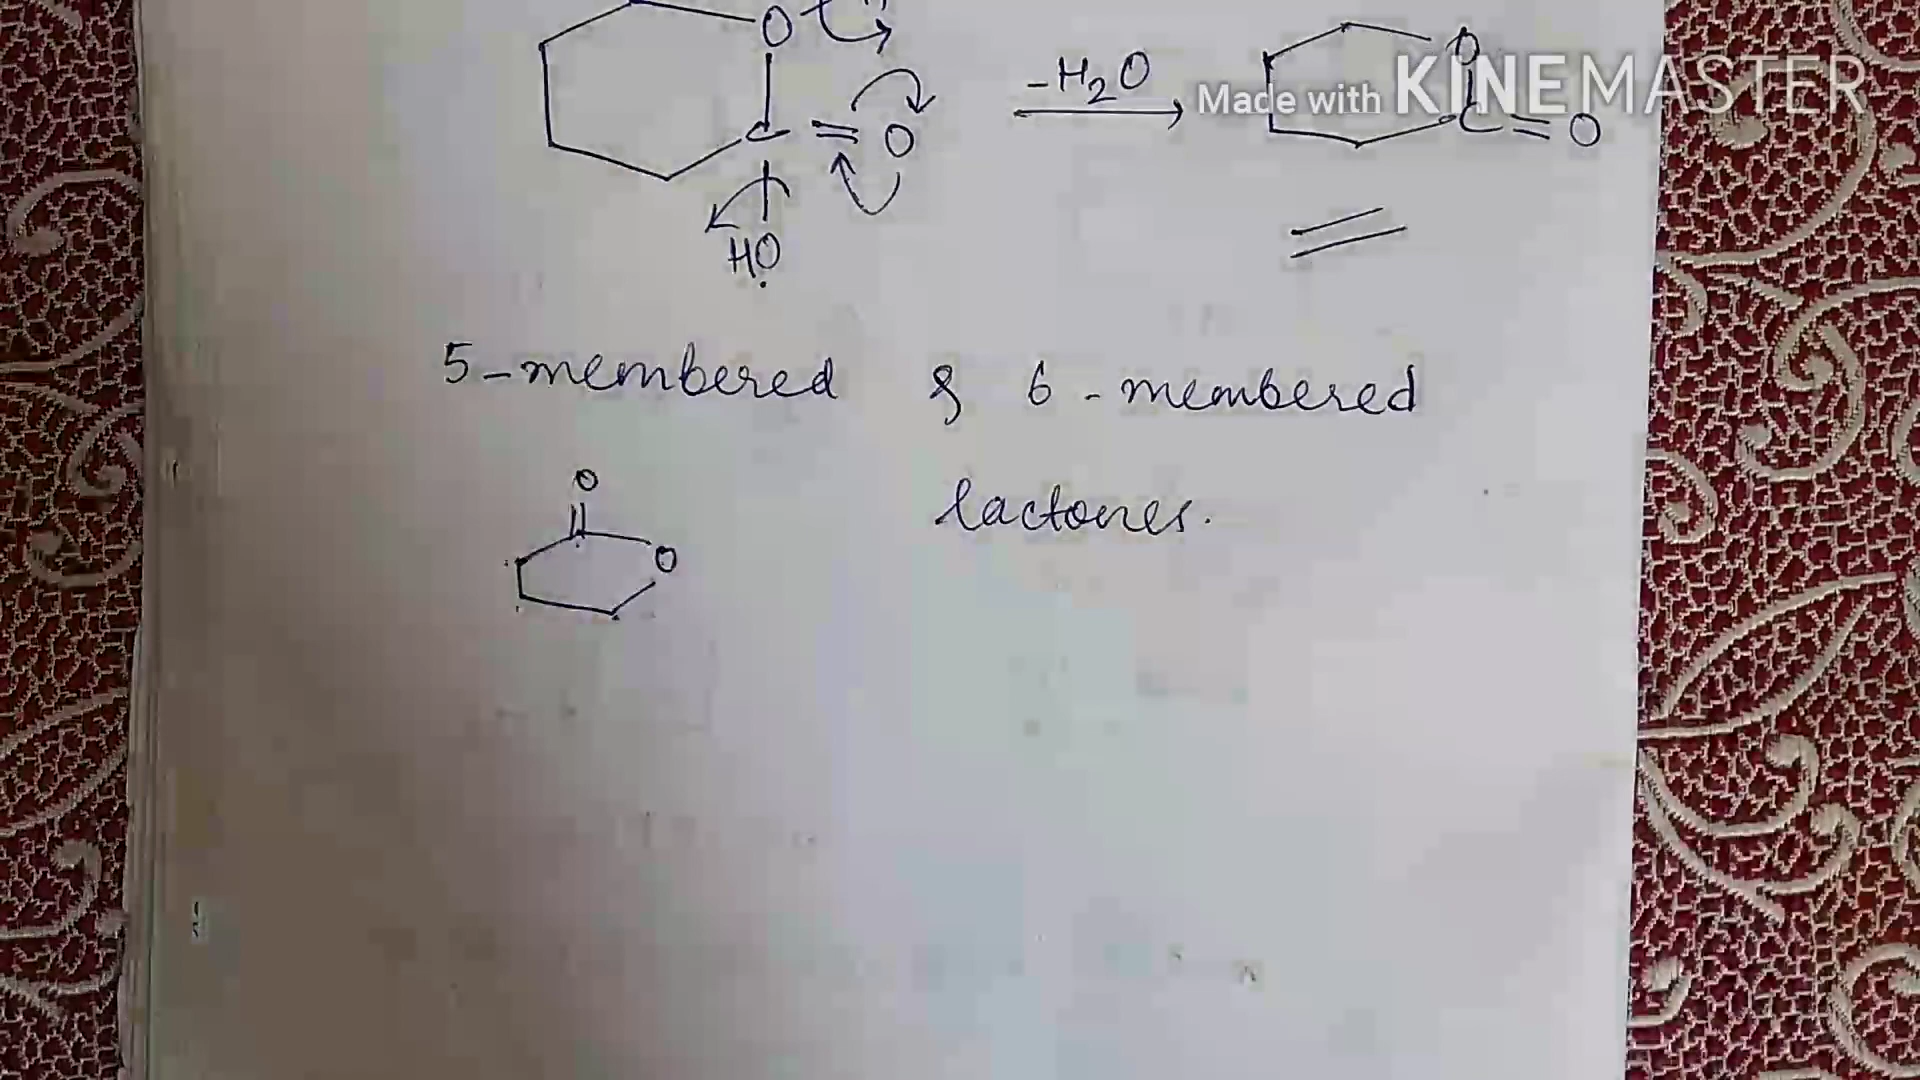 O
-H2O
O
Made with KINEMASTER
C = O
C = O
HO
5-membered & 6-membered
O
lactones.
O